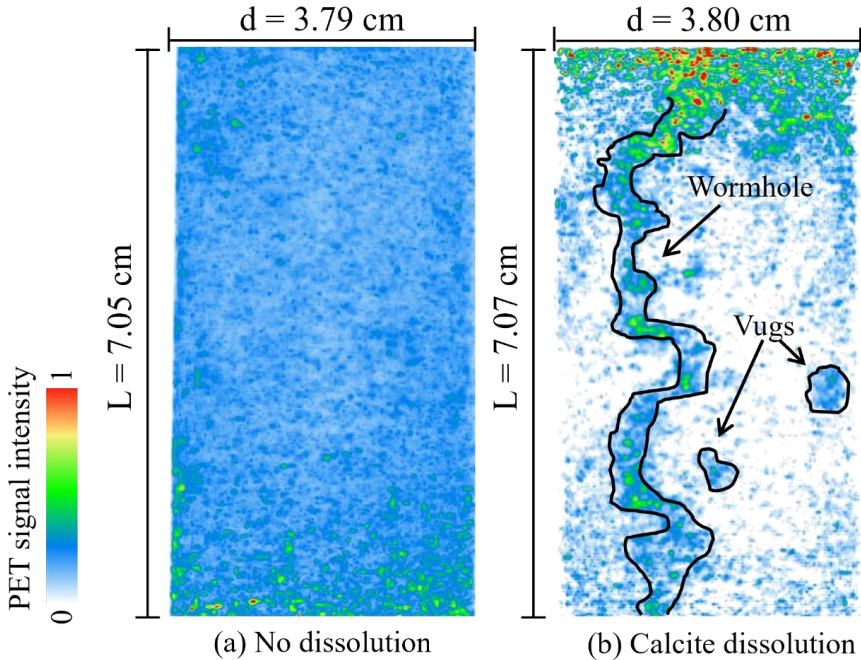 d = 3.79 cm
d = 3.80 cm
L = 7.05 cm
L = 7.07 cm
Wormhole
Vugs
PET signal intensity
1
0
(a) No dissolution
(b) Calcite dissolution